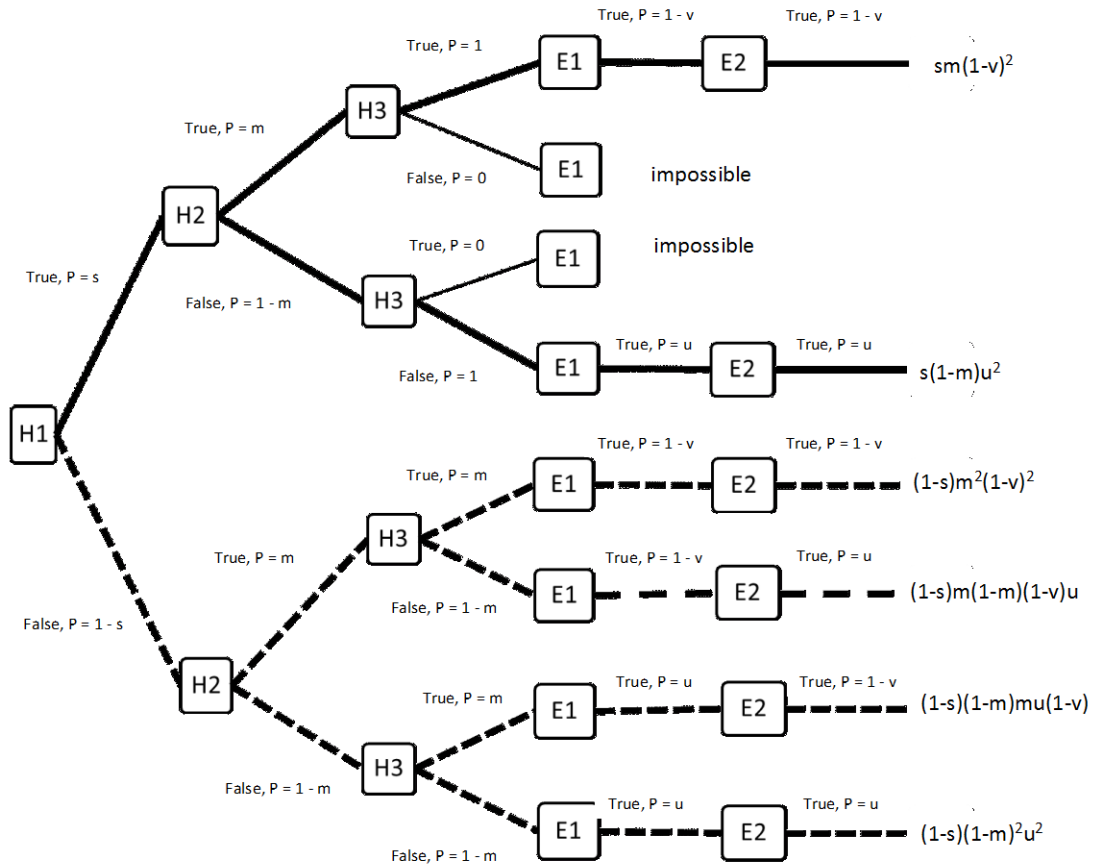 True, P = 1 - v
True, P = 1 - v
True, P = 1
E1
E2
sm(1-v)²
H3
True, P = m
False, P = 0
E1
impossible
H2
True, P = 0
E1
impossible
True, P = s
False, P = 1 - m
H3
True, P = u
True, P = u
False, P = 1
E1
E2
s(1-m)u²
H1
True, P = 1 - v
True, P = 1 - v
True, P = m
E1
E2
(1-s)m²(1-v)²
H3
True, P = m
True, P = 1 - v
True, P = u
False, P = 1 - m
E1
E2
(1-s)m(1-m)(1-v)u
False, P = 1 - s
H2
True, P = m
True, P = u
True, P = 1 - v
E1
E2
(1-s)(1-m)mu(1-v)
H3
False, P = 1 - m
True, P = u
True, P = u
False, P = 1 - m
E1
E2
(1-s)(1-m)²u²